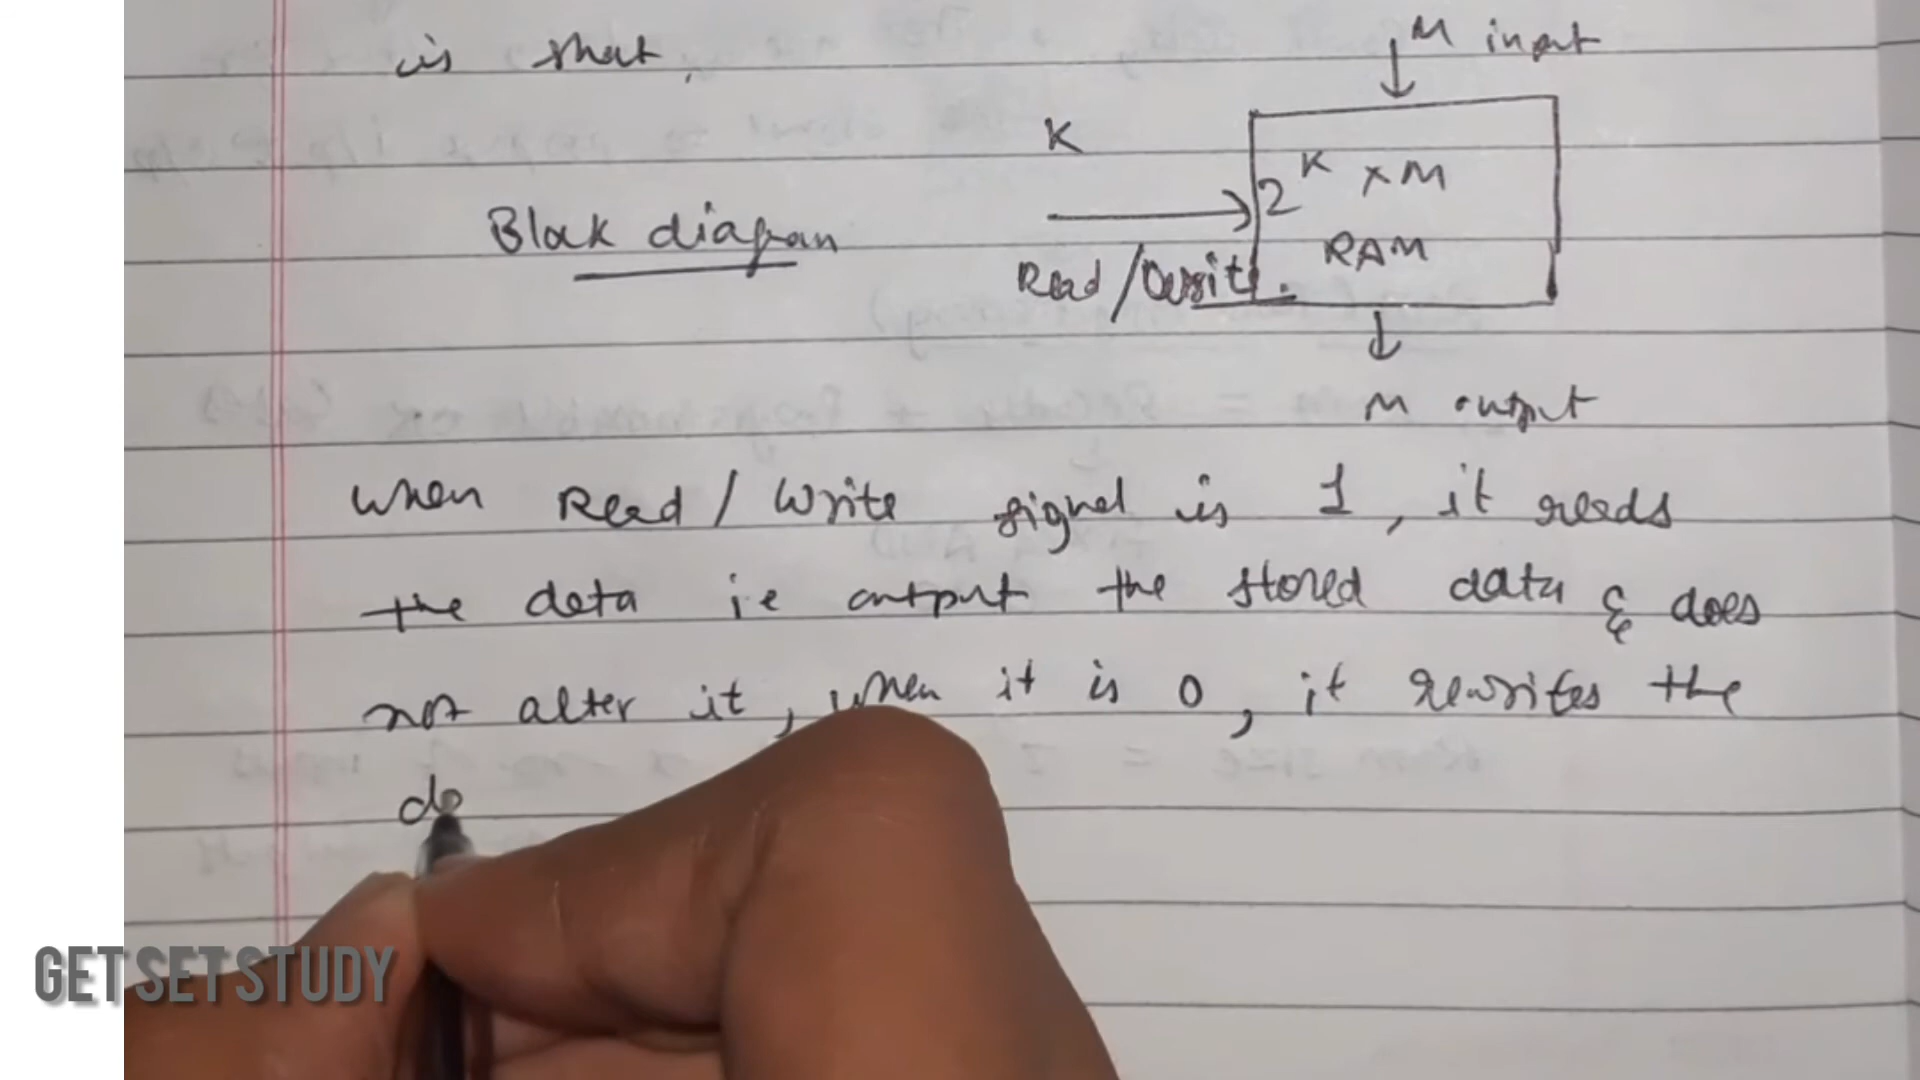 is that,
M input
K
2^K x M
Block diagram
RAM
Read / Write.
M output
when Read / Write signal is 1, it reads
the data ie output the stored data & does
not alter it, when it is 0, it rewrites the
da
GET SET STUDY